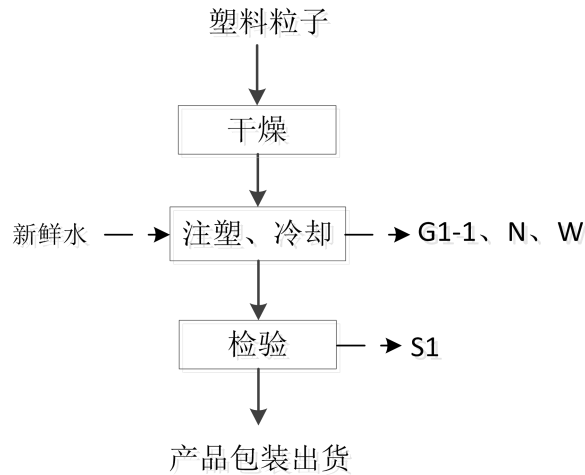 塑料粒子
干燥
新鲜水
注塑、冷却
G1-1、N、W
检验
S1
产品包装出货